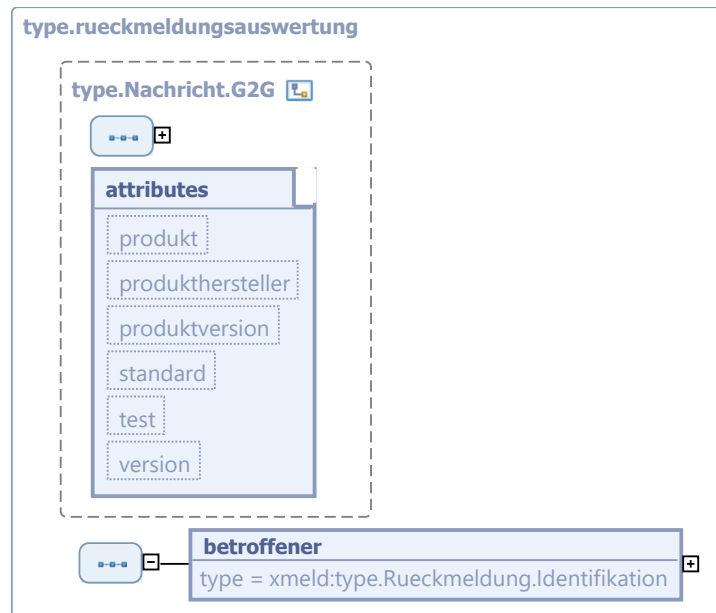 type.rueckmeldungsauswertung
type.Nachricht.G2G
attributes
produkt
produkthersteller
produktversion
standard
test
version
betroffener
type = xmeld:type.Rueckmeldung.Identifikation